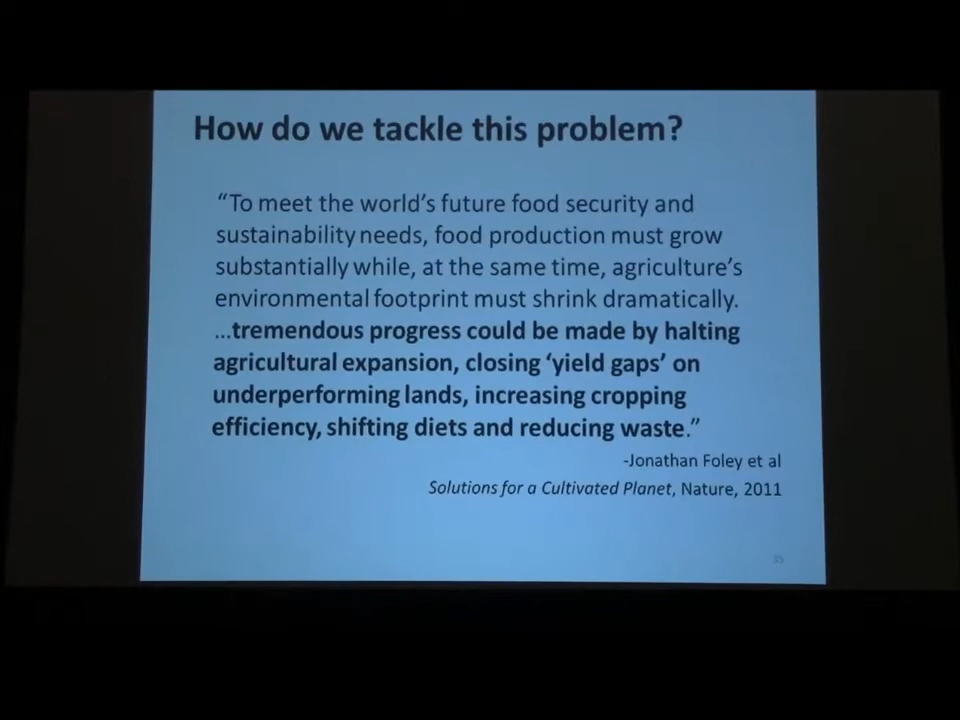 How do we tackle this problem?
“To meet the world’s future food security and
sustainability needs, food production must grow
substantially while, at the same time, agriculture’s
environmental footprint must shrink dramatically.
…tremendous progress could be made by halting
agricultural expansion, closing ‘yield gaps’ on
underperforming lands, increasing cropping
efficiency, shifting diets and reducing waste.”
-Jonathan Foley et al
Solutions for a Cultivated Planet, Nature, 2011
35